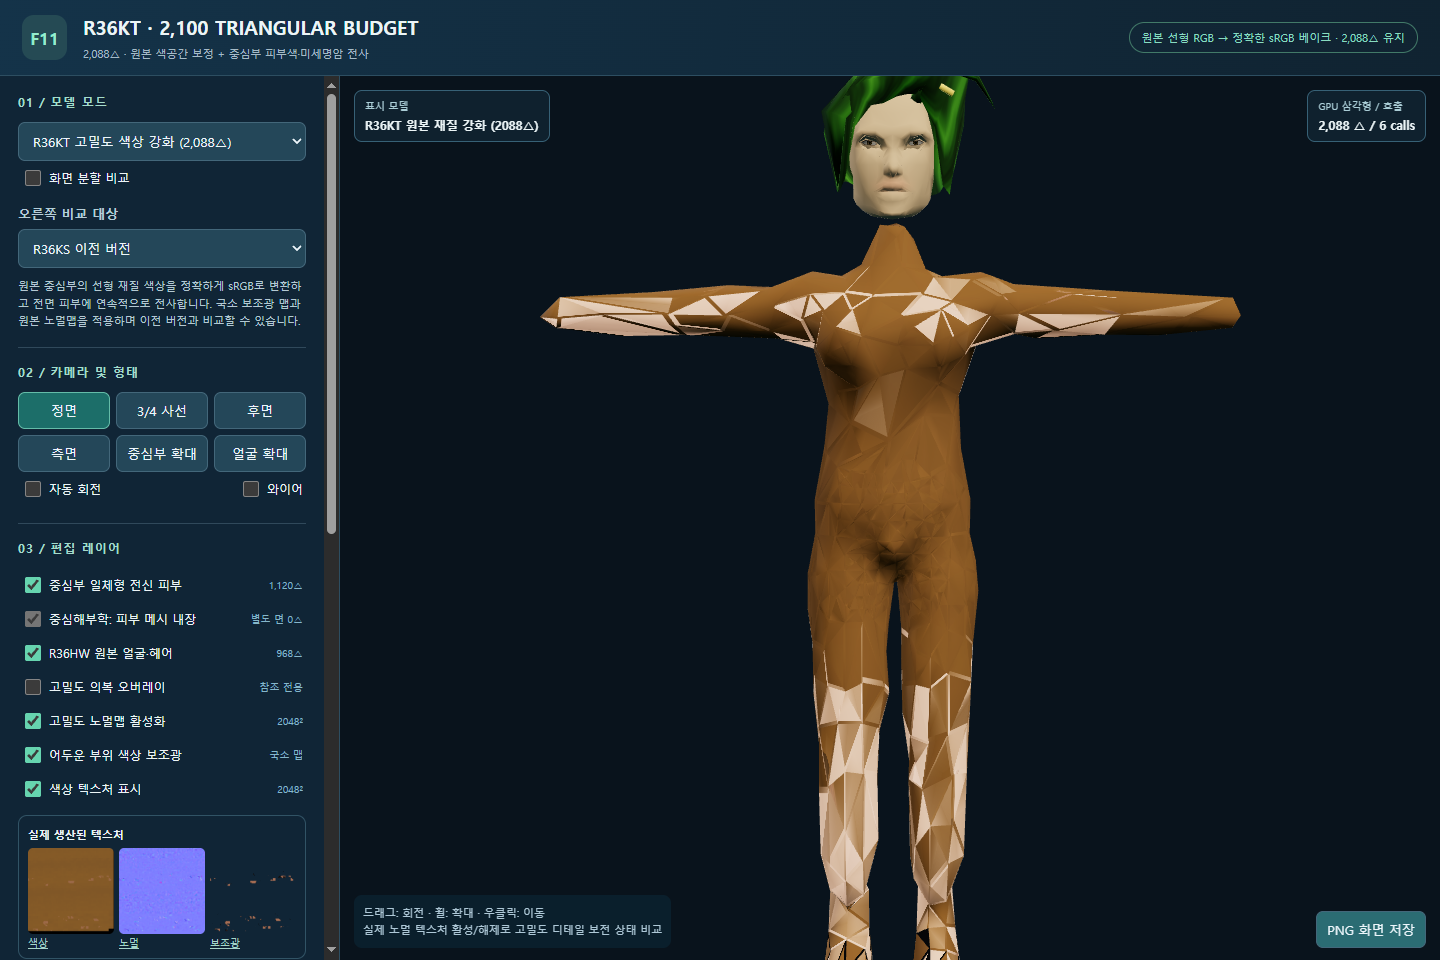 F11
R36KT · 2,100 TRIANGULAR BUDGET
2,088△ · 원본 색공간 보정 + 중심부 피부색·미세명암 전사
원본 선형 RGB → 정확한 sRGB 베이크 · 2,088△ 유지
01 / 모델 모드
R36KT 고밀도 색상 강화 (2,088△)
화면 분할 비교
오른쪽 비교 대상
R36KS 이전 버전
원본 중심부의 선형 재질 색상을 정확하게 sRGB로 변환하
고 전면 피부에 연속적으로 전사합니다. 국소 보조광 맵과
원본 노멀맵을 적용하며 이전 버전과 비교할 수 있습니다.
02 / 카메라 및 형태
정면
3/4 사선
후면
측면
중심부 확대
얼굴 확대
자동 회전
와이어
03 / 편집 레이어
중심부 일체형 전신 피부
1,120△
중심해부학: 피부 메시 내장
별도 면 0△
R36HW 원본 얼굴·헤어
968△
고밀도 의복 오버레이
참조 전용
고밀도 노멀맵 활성화
2048²
어두운 부위 색상 보조광
국소 맵
색상 텍스처 표시
2048²
실제 생산된 텍스처
색상
노멀
보조광
표시 모델
R36KT 원본 재질 강화 (2088△)
GPU 삼각형 / 호출
2,088 △ / 6 calls
드래그: 회전 · 휠: 확대 · 우클릭: 이동
실제 노멀 텍스처 활성/해제로 고밀도 디테일 보전 상태 비교
PNG 화면 저장